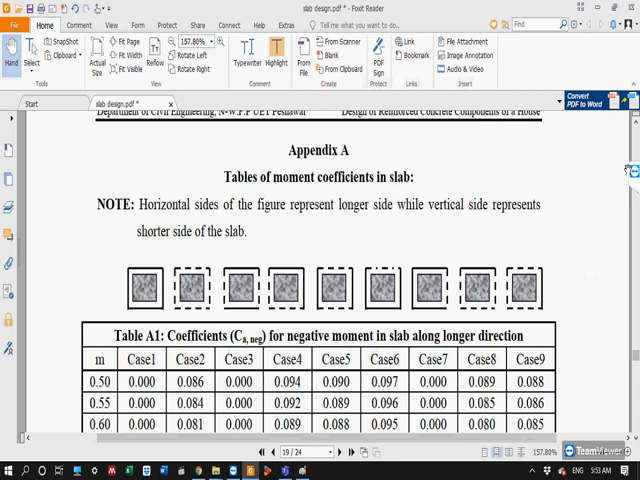 slab design.pdf * - Foxit Reader
File Home Comment View Form Protect Share Connect Extras Help Tell me what you want to do... Find
Hand
Select
SnapShot
Clipboard
Actual Size
Fit Page
Fit Width
Fit Visible
Reflow
157.80%
Rotate Left
Rotate Right
Typewriter
Highlight
From File
From Scanner
Blank
From Clipboard
PDF Sign
Link
Bookmark
File Attachment
Image Annotation
Audio & Video
Tools View Comment Create Protect Links Insert
Start slab design.pdf *
Convert PDF to Word
Department of Civil Engineering, N-W.F.P UET Peshawar Design of Reinforced Concrete Components of a House
Appendix A
Tables of moment coefficients in slab:
NOTE: Horizontal sides of the figure represent longer side while vertical side represents
shorter side of the slab.
Table A1: Coefficients (Ca, neg) for negative moment in slab along longer direction
m Case1 Case2 Case3 Case4 Case5 Case6 Case7 Case8 Case9
0.50 0.000 0.086 0.000 0.094 0.090 0.097 0.000 0.089 0.088
0.55 0.000 0.084 0.000 0.092 0.089 0.096 0.000 0.085 0.086
0.60 0.000 0.081 0.000 0.089 0.088 0.095 0.000 0.080 0.085
19 / 24
157.80%
TeamViewer
ENG 5:53 AM